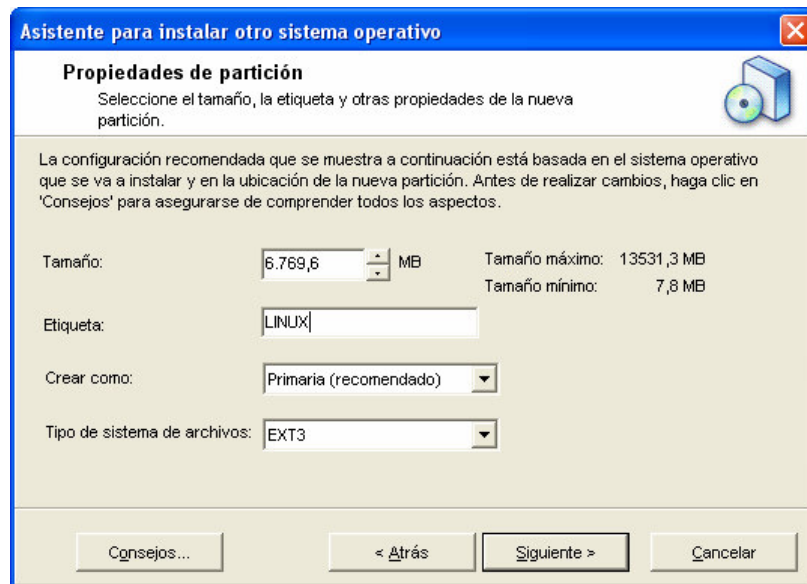 Asistente para instalar otro sistema operativo
Propiedades de partición
Seleccione el tamaño, la etiqueta y otras propiedades de la nueva
partición.
La configuración recomendada que se muestra a continuación está basada en el sistema operativo
que se va a instalar y en la ubicación de la nueva partición. Antes de realizar cambios, haga clic en
'Consejos' para asegurarse de comprender todos los aspectos.
Tamaño: 6.769,6 MB Tamaño máximo: 13531,3 MB
Tamaño mínimo: 7,8 MB
Etiqueta: LINUX
Crear como: Primaria (recomendado)
Tipo de sistema de archivos: EXT3
Consejos... < Atrás Siguiente > Cancelar